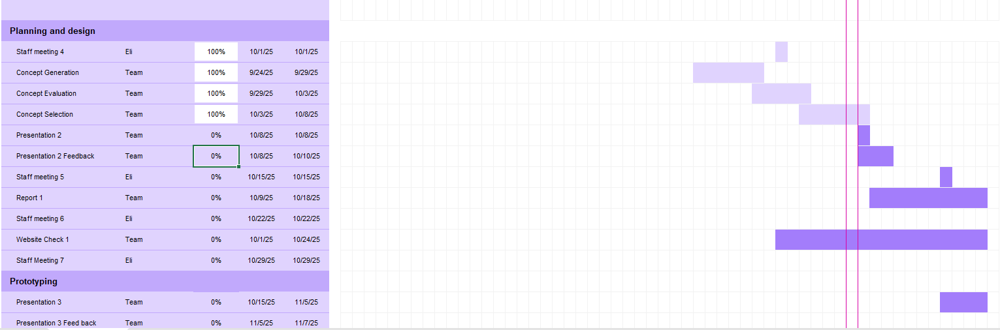 Planning and design
Staff meeting 4 Eli 100% 10/1/25 10/1/25
Concept Generation Team 100% 9/24/25 9/29/25
Concept Evaluation Team 100% 9/29/25 10/3/25
Concept Selection Team 100% 10/3/25 10/8/25
Presentation 2 Team 0% 10/8/25 10/8/25
Presentation 2 Feedback Team 0% 10/8/25 10/10/25
Staff meeting 5 Eli 0% 10/15/25 10/15/25
Report 1 Team 0% 10/9/25 10/18/25
Staff meeting 6 Eli 0% 10/22/25 10/22/25
Website Check 1 Team 0% 10/1/25 10/24/25
Staff Meeting 7 Eli 0% 10/29/25 10/29/25
Prototyping
Presentation 3 Team 0% 10/15/25 11/5/25
Presentation 3 Feed back Team 0% 11/5/25 11/7/25